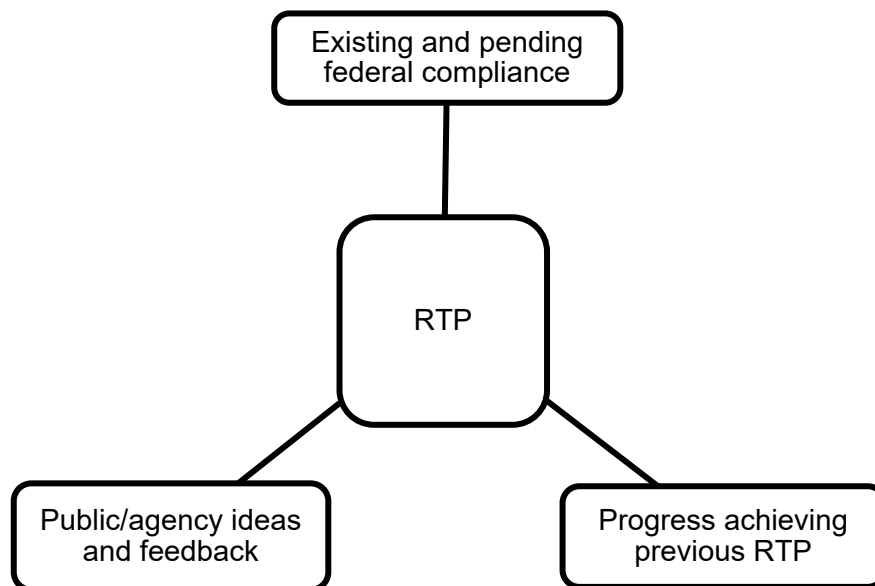 Existing and pending
federal compliance
RTP
Public/agency ideas
and feedback
Progress achieving
previous RTP